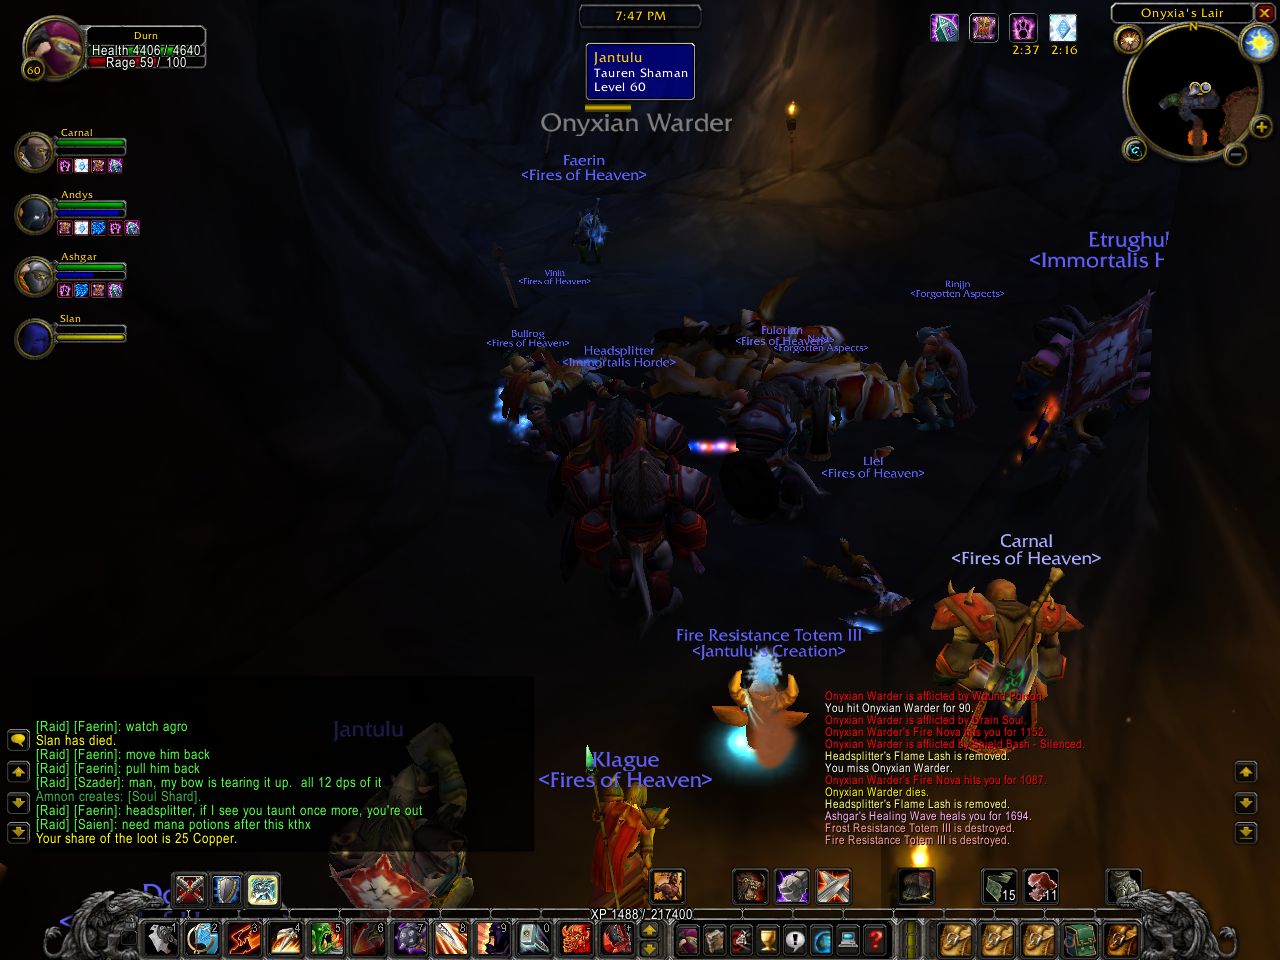 7:47 PM
Onyxia's Lair
N
Durn
Health 4406 / 4640
Rage 59 / 100
60
Jantulu
Tauren Shaman
Level 60
2:37
2:16
Onyxian Warder
Carnal
Faerin
<Fires of Heaven>
Andys
Etrughul
<Immortalis H
Ashgar
Vinin
<Fires of Heaven>
Rinjin
<Forgotten Aspects>
Slan
Bullrog
<Fires of Heaven>
Fulorian
<Fires of Heaven>
<Forgotten Aspects>
Headsplitter
<Immortalis Horde>
Llel
<Fires of Heaven>
Carnal
<Fires of Heaven>
Fire Resistance Totem III
<Jantulu's Creation>
Jantulu
Klague
<Fires of Heaven>
[Raid] [Faerin]: watch agro
Slan has died.
[Raid] [Faerin]: move him back
[Raid] [Faerin]: pull him back
[Raid] [Szader]: man, my bow is tearing it up.  all 12 dps of it
Amnon creates: [Soul Shard].
[Raid] [Faerin]: headsplitter, if I see you taunt once more, you're out
[Raid] [Saien]: need mana potions after this kthx
Your share of the loot is 25 Copper.
Onyxian Warder is afflicted by Wound Poison.
You hit Onyxian Warder for 90.
Onyxian Warder is afflicted by Drain Soul.
Onyxian Warder's Fire Nova hits you for 1152.
Onyxian Warder is afflicted by Shield Bash - Silenced.
Headsplitter's Flame Lash is removed.
You miss Onyxian Warder.
Onyxian Warder's Fire Nova hits you for 1087.
Onyxian Warder dies.
Headsplitter's Flame Lash is removed.
Ashgar's Healing Wave heals you for 1694.
Frost Resistance Totem III is destroyed.
Fire Resistance Totem III is destroyed.
15
11
XP 1488 / 217400
1
2
3
4
5
6
7
8
9
0
-